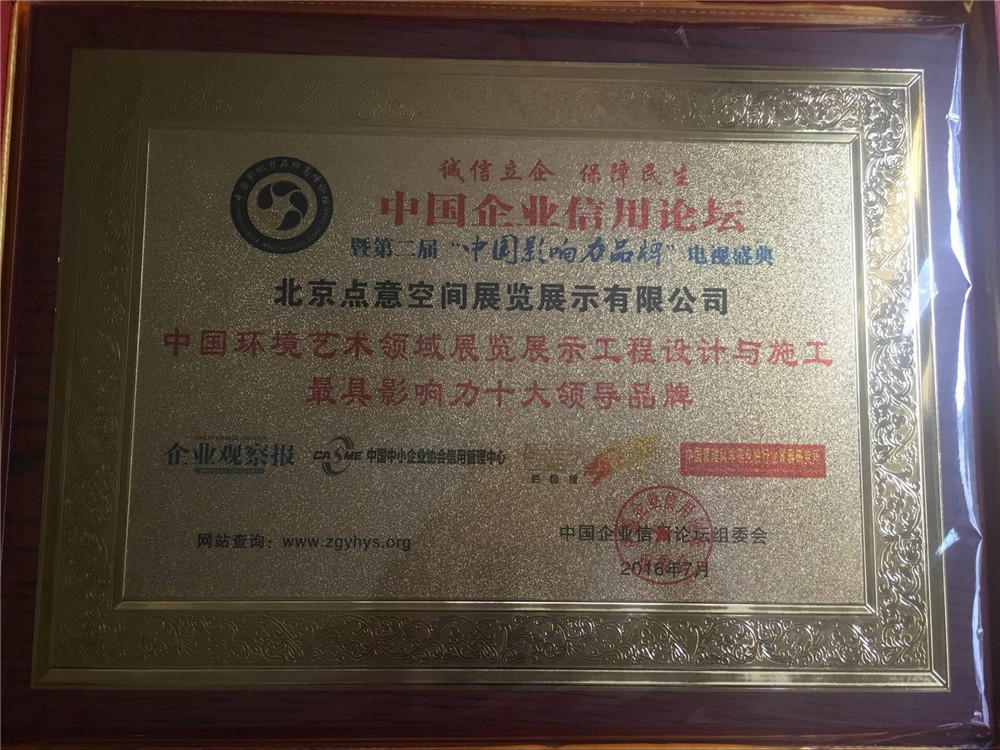 诚信立企 保障民生
中国企业信用论坛
暨第二届“中国影响力品牌”电视盛典
北京点意空间展览展示有限公司
中国环境艺术领域展览展示工程设计与施工
最具影响力十大领导品牌
企业观察报
CASME 中国中小企业协会信用管理中心
网站查询：www.zgyhys.org
中国企业信用论坛组委会
2016年7月